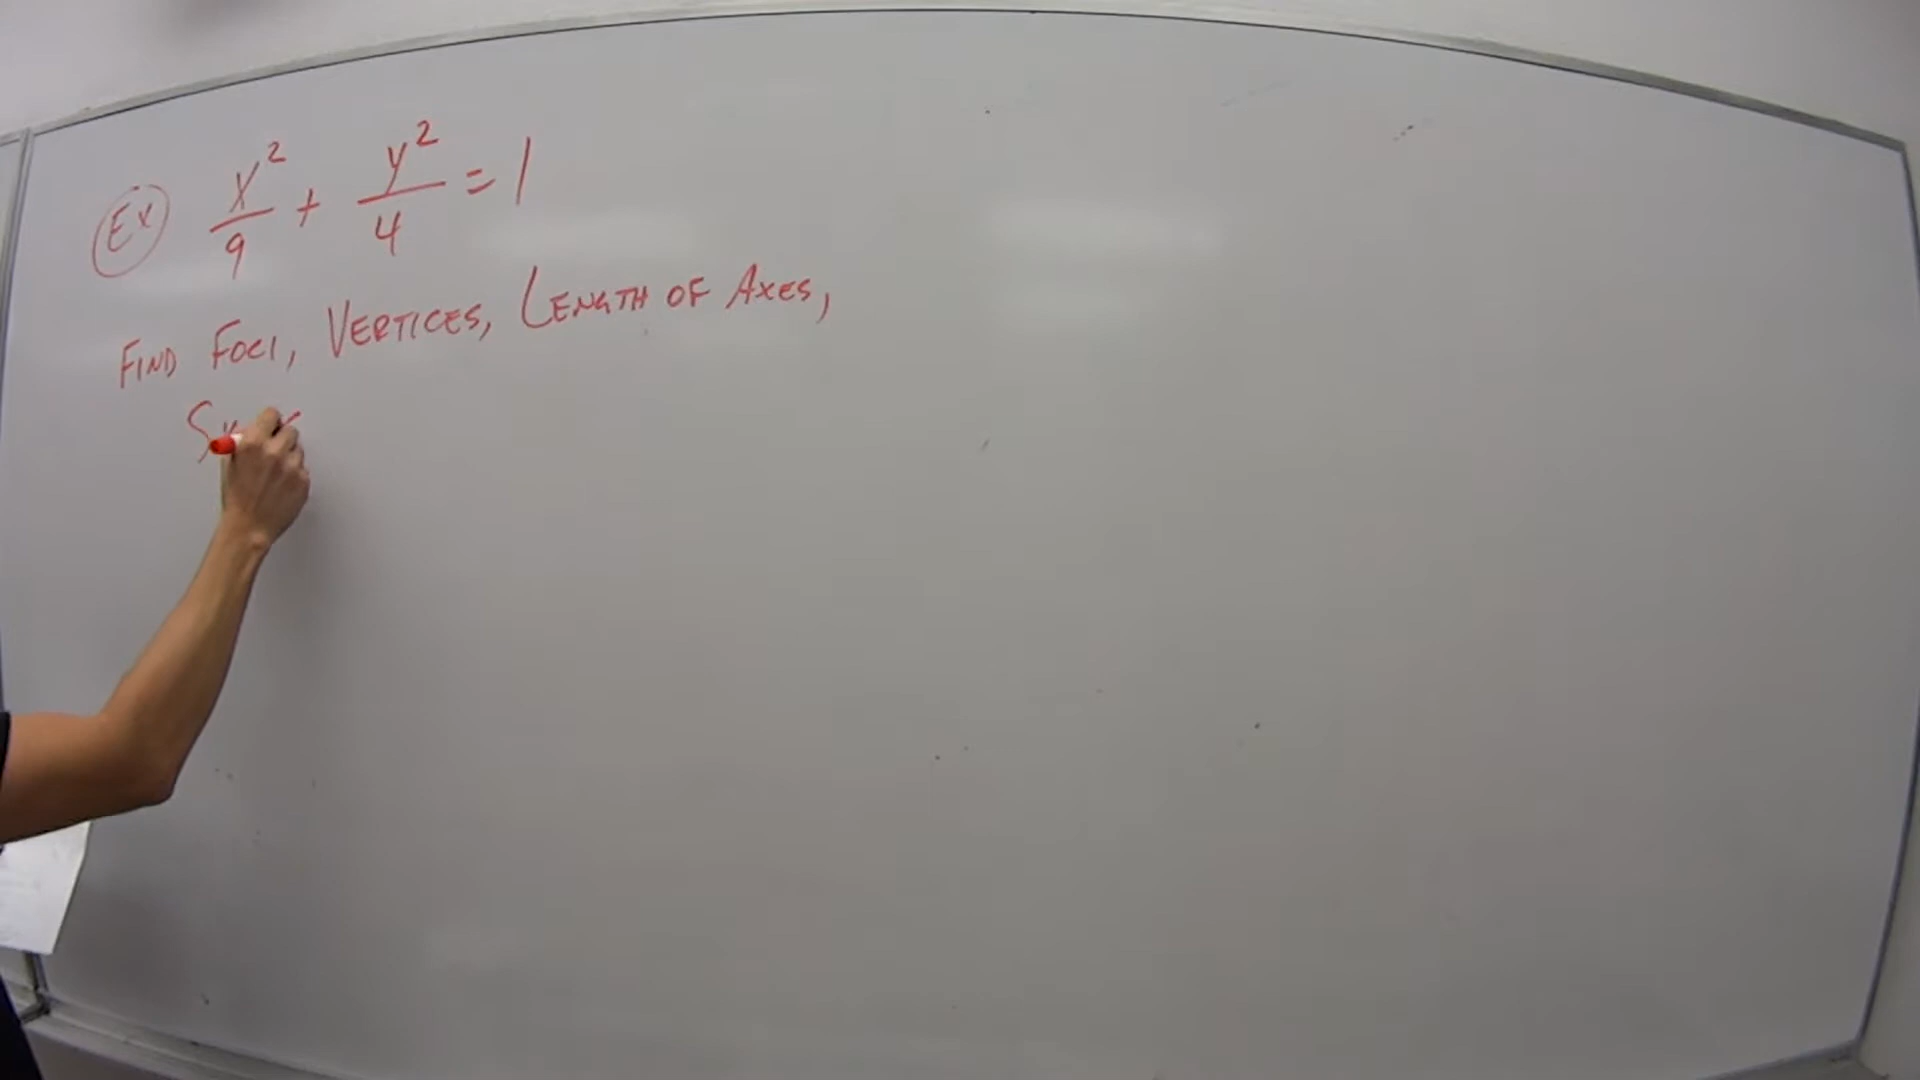 Ex x²/9 + y²/4 = 1
FIND FOCI, VERTICES, LENGTH OF AXES,